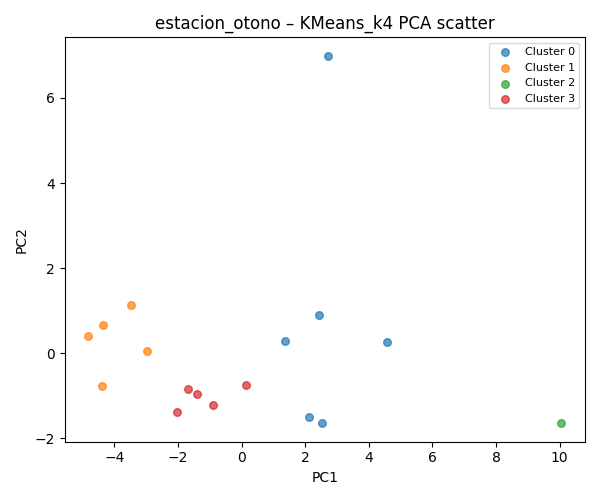 estacion_otono – KMeans_k4 PCA scatter
Cluster 0
Cluster 1
Cluster 2
Cluster 3
6
4
2
0
−2
PC2
−4
−2
0
2
4
6
8
10
PC1